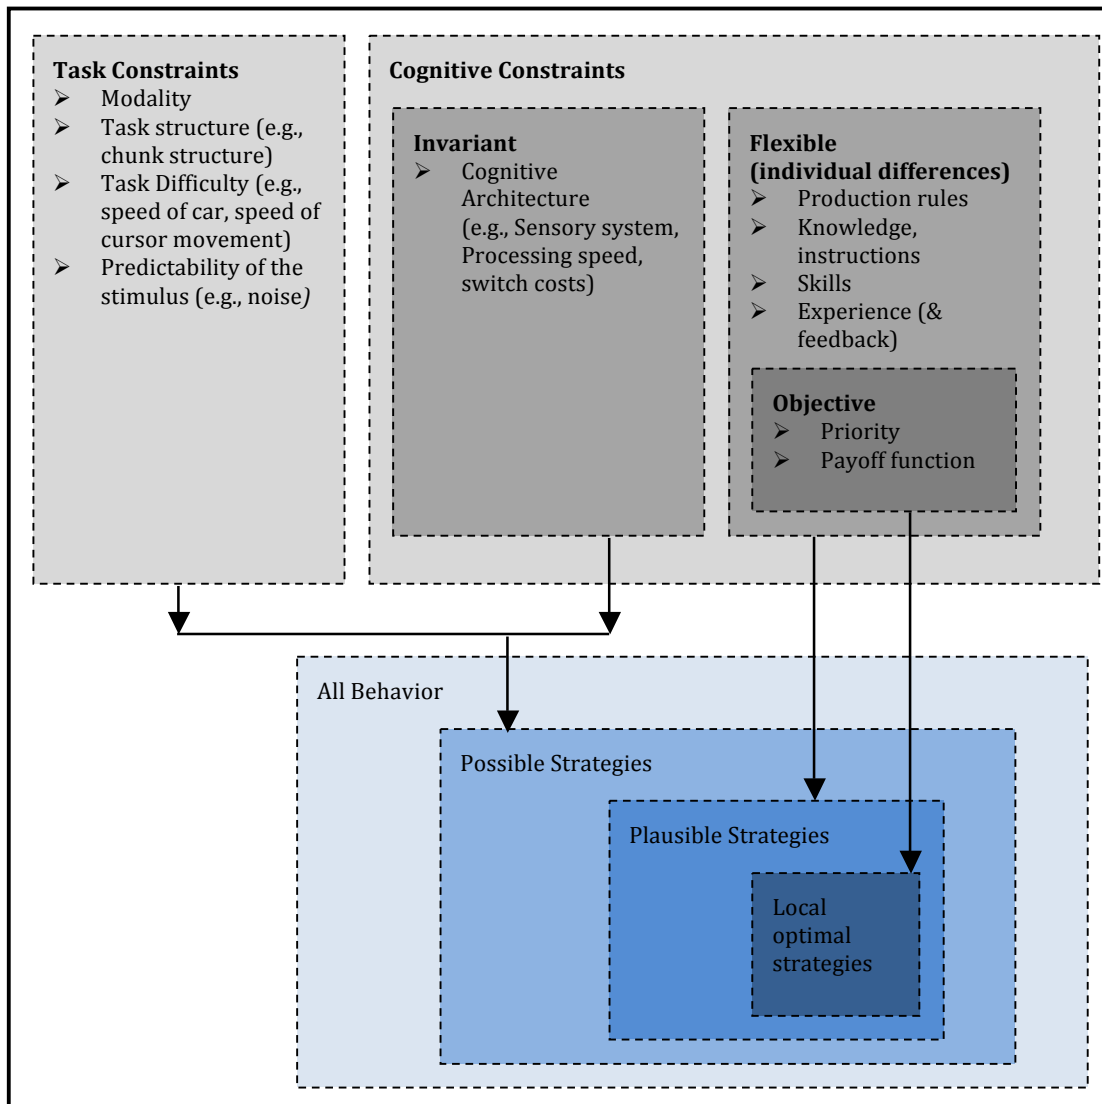 Task Constraints
➢ Modality
➢ Task structure (e.g.,
chunk structure)
➢ Task Difficulty (e.g.,
speed of car, speed of
cursor movement)
➢ Predictability of the
stimulus (e.g., noise)
Cognitive Constraints
Invariant
➢ Cognitive
Architecture
(e.g., Sensory system,
Processing speed,
switch costs)
Flexible
(individual differences)
➢ Production rules
➢ Knowledge,
instructions
➢ Skills
➢ Experience (&
feedback)
Objective
➢ Priority
➢ Payoff function
All Behavior
Possible Strategies
Plausible Strategies
Local
optimal
strategies